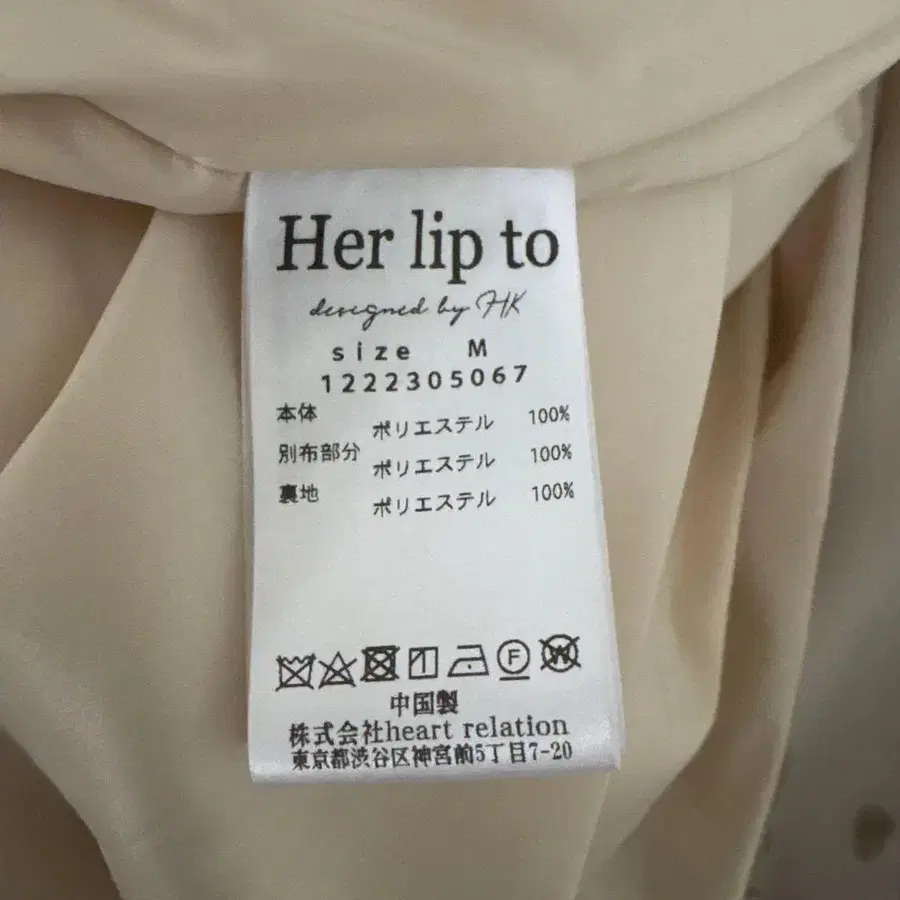 Her lip to
designed by HK
size M
1222305067
本体 ポリエステル 100%
別布部分 ポリエステル 100%
裏地 ポリエステル 100%
F
W
中国製
株式会社heart relation
東京都渋谷区神宮前5丁目7-20